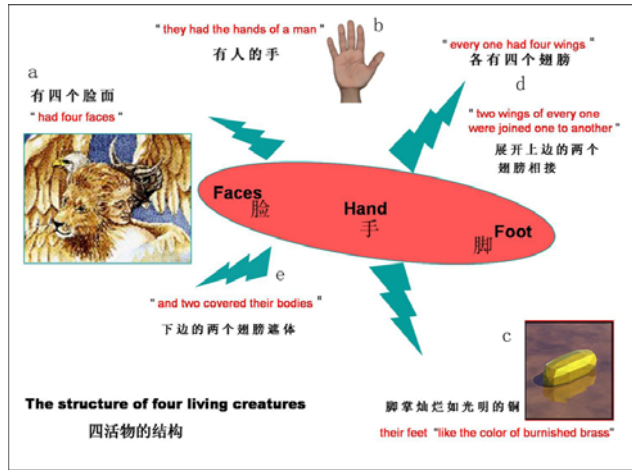 " they had the hands of a man "
有人的手
b
" every one had four wings "
各有四个翅膀
d
a
有四个脸面
" had four faces "
" two wings of every one
were joined one to another "
展开上边的两个
翅膀相接
Faces
脸
Hand
手
Foot
脚
e
" and two covered their bodies "
下边的两个翅膀遮体
c
The structure of four living creatures
四活物的结构
脚掌灿烂如光明的铜
their feet "like the color of burnished brass"